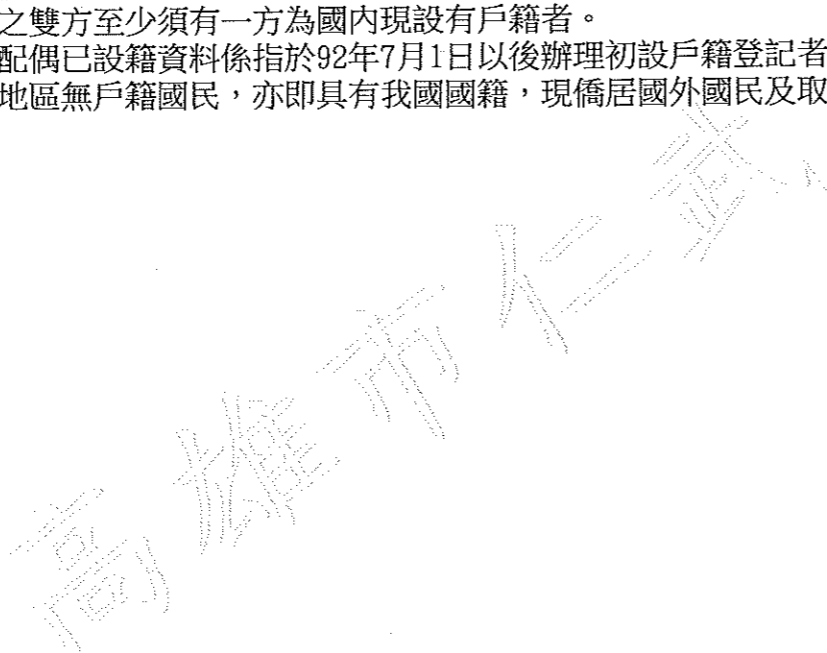 之雙方至少須有一方為國內現設有戶籍者。
配偶已設籍資料係指於92年7月1日以後辦理初設戶籍登記者
地區無戶籍國民，亦即具有我國國籍，現僑居國外國民及取
高雄市仁武